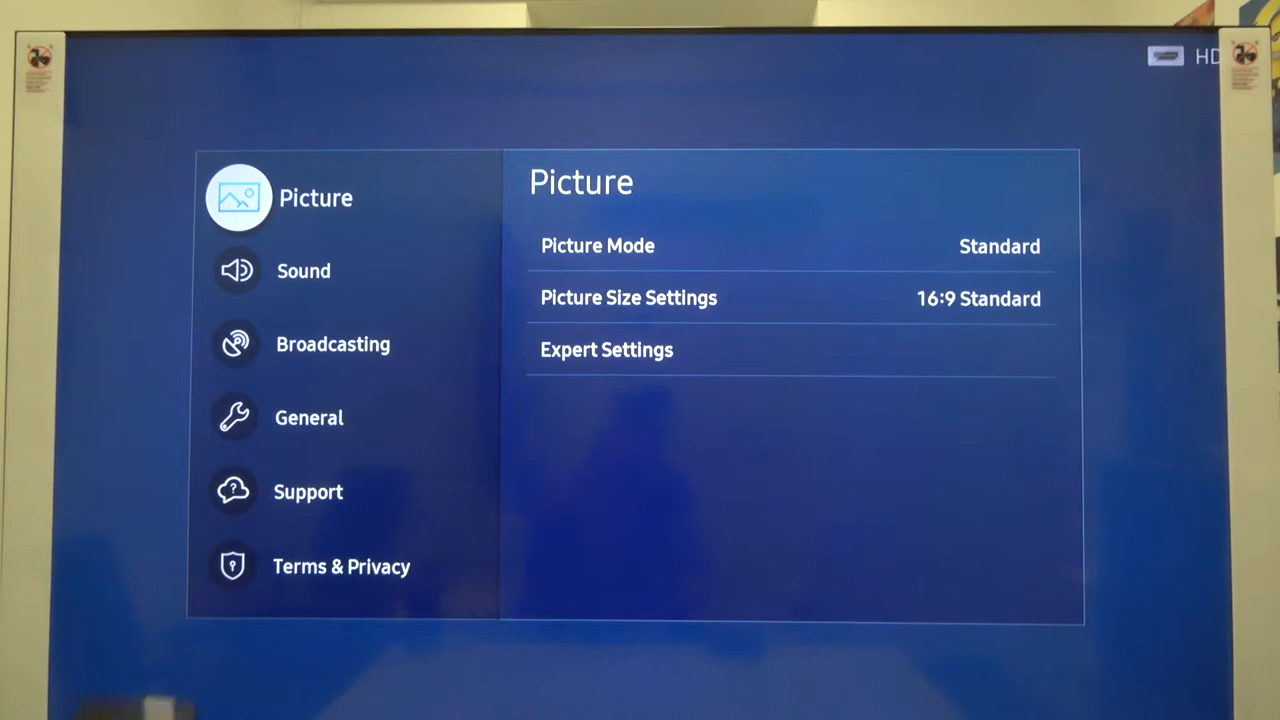 HD
Picture
Sound
Broadcasting
General
Support
Terms & Privacy
Picture
Picture Mode Standard
Picture Size Settings 16:9 Standard
Expert Settings